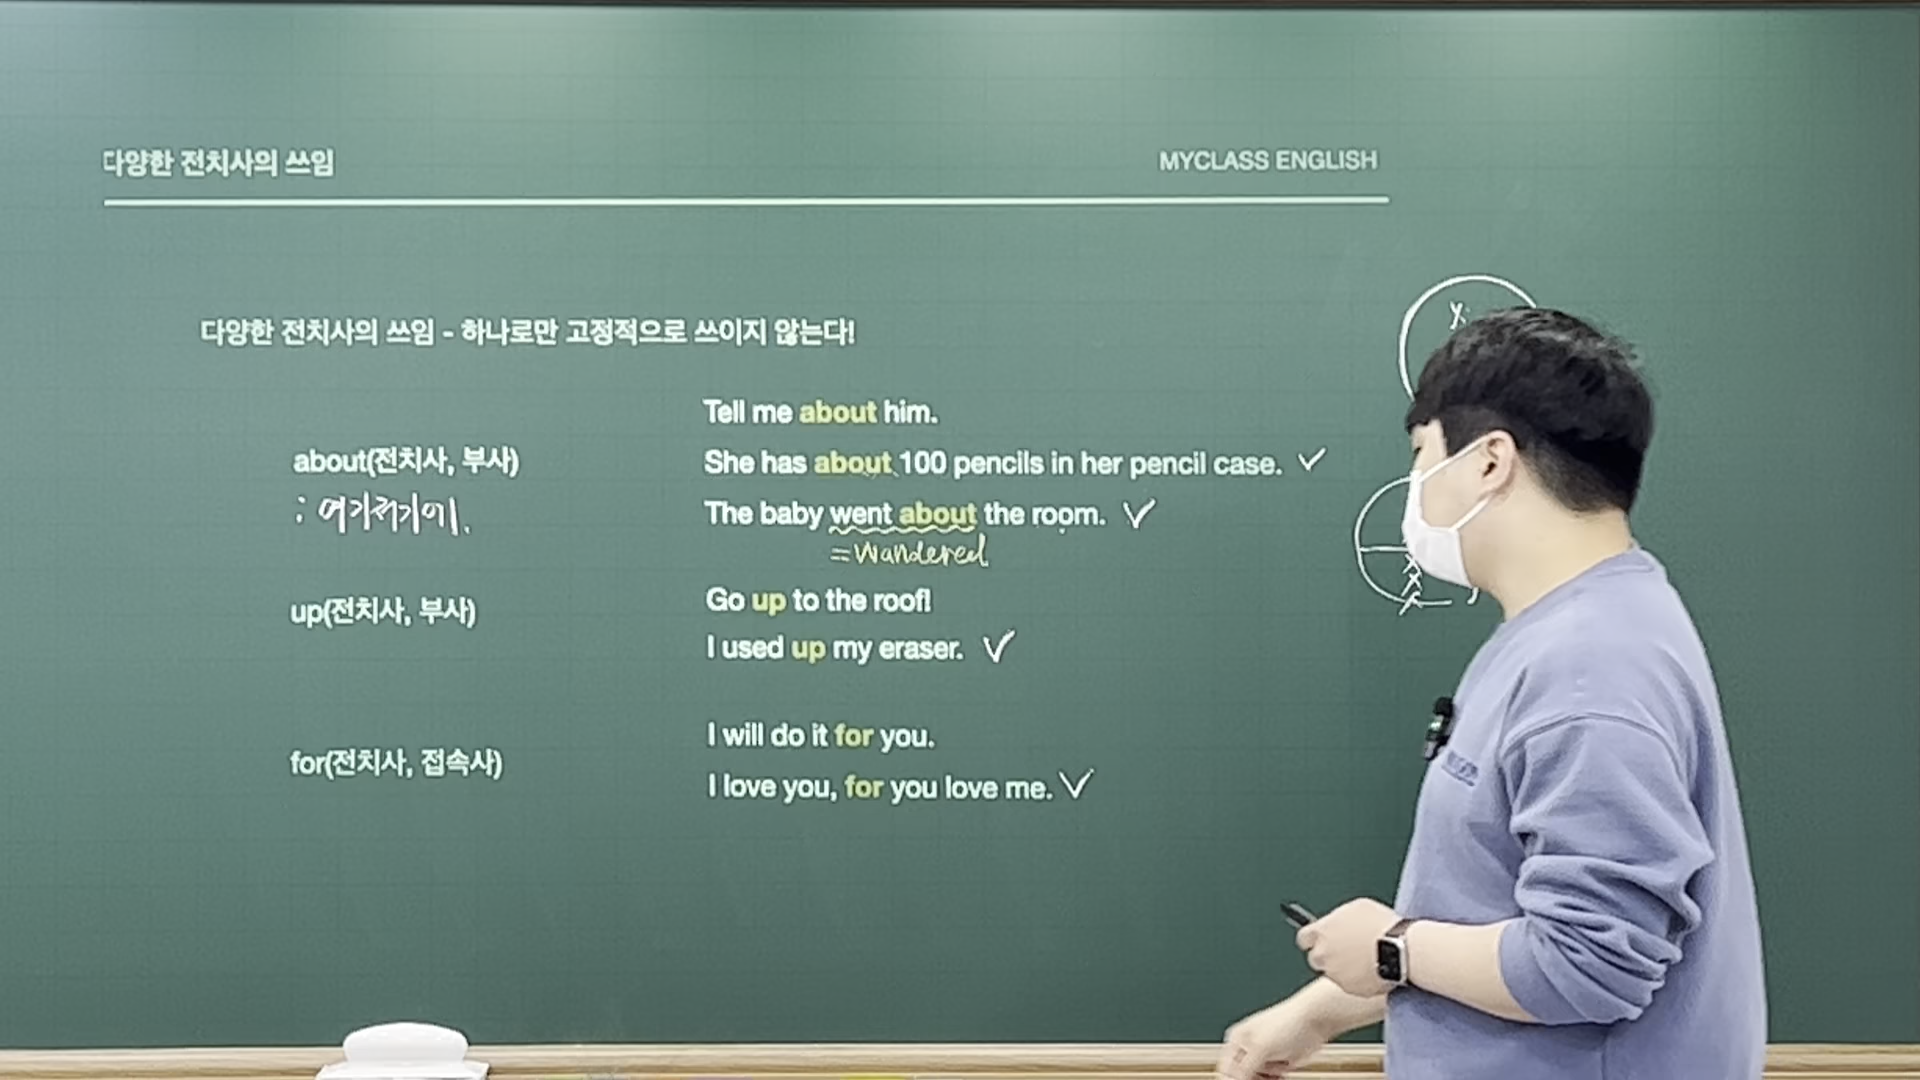 다양한 전치사의 쓰임
MYCLASS ENGLISH
다양한 전치사의 쓰임 - 하나로만 고정적으로 쓰이지 않는다!
Tell me about him.
about(전치사, 부사)
She has about 100 pencils in her pencil case.
: 여기저기에.
The baby went about the room.
=wandered
Go up to the roof!
up(전치사, 부사)
I used up my eraser.
I will do it for you.
for(전치사, 접속사)
I love you, for you love me.